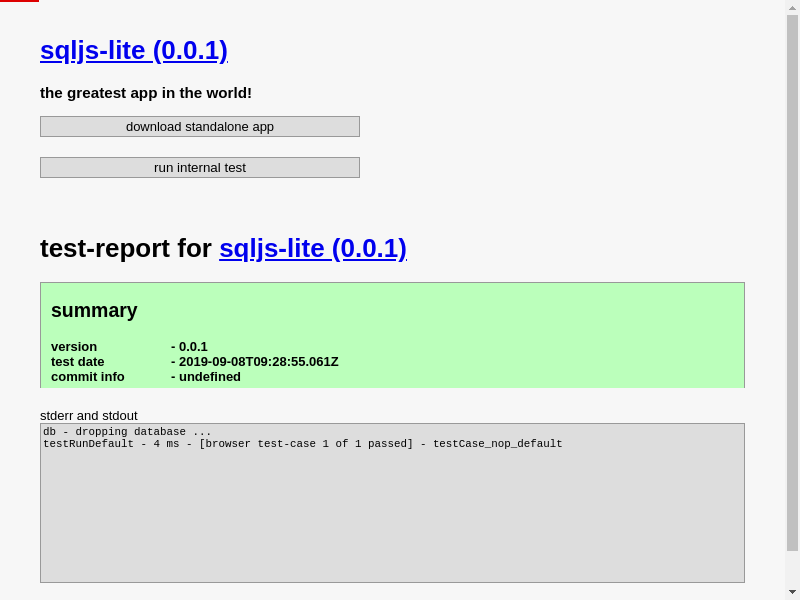 sqljs-lite (0.0.1)
the greatest app in the world!
download standalone app
run internal test
test-report for sqljs-lite (0.0.1)
summary
version - 0.0.1
test date - 2019-09-08T09:28:55.061Z
commit info - undefined
stderr and stdout
db - dropping database ...
testRunDefault - 4 ms - [browser test-case 1 of 1 passed] - testCase_nop_default